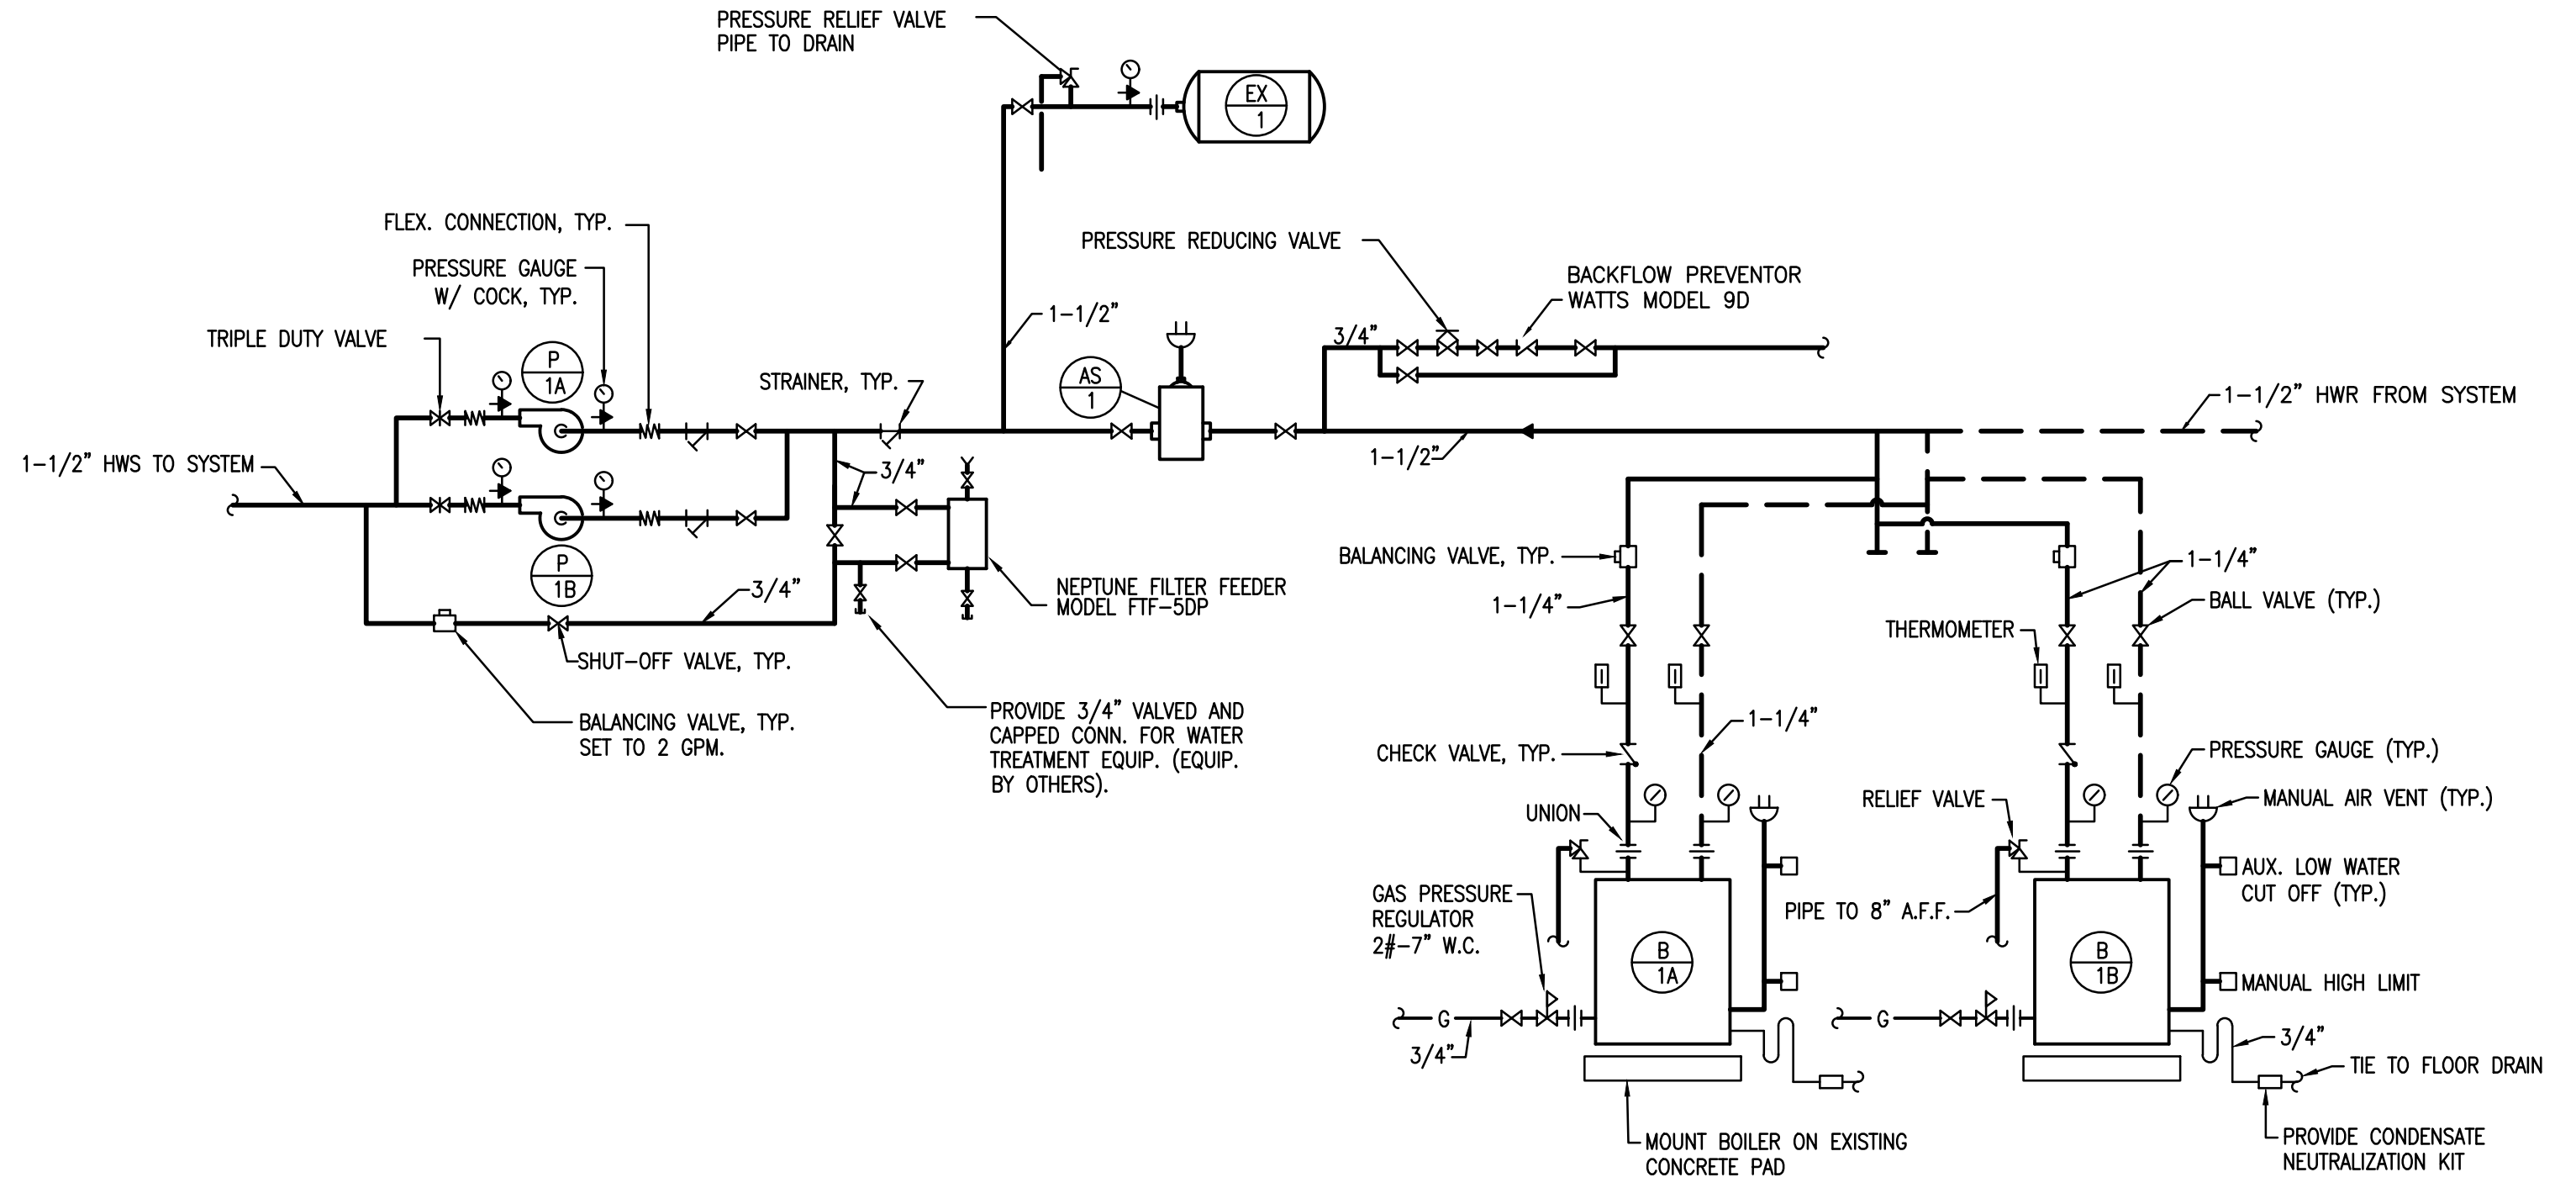 PRESSURE RELIEF VALVE
PIPE TO DRAIN
EX
1
FLEX. CONNECTION, TYP.
PRESSURE GAUGE
W/ COCK, TYP.
TRIPLE DUTY VALVE
P
1A
STRAINER, TYP.
1-1/2"
PRESSURE REDUCING VALVE
BACKFLOW PREVENTOR
WATTS MODEL 9D
3/4"
AS
1
1-1/2" HWR FROM SYSTEM
1-1/2"
1-1/2" HWS TO SYSTEM
3/4"
P
1B
3/4"
NEPTUNE FILTER FEEDER
MODEL FTF-5DP
SHUT-OFF VALVE, TYP.
BALANCING VALVE, TYP.
SET TO 2 GPM.
PROVIDE 3/4" VALVED AND
CAPPED CONN. FOR WATER
TREATMENT EQUIP. (EQUIP.
BY OTHERS).
BALANCING VALVE, TYP.
1-1/4"
1-1/4"
BALL VALVE (TYP.)
THERMOMETER
1-1/4"
CHECK VALVE, TYP.
PRESSURE GAUGE (TYP.)
UNION
RELIEF VALVE
MANUAL AIR VENT (TYP.)
AUX. LOW WATER
CUT OFF (TYP.)
GAS PRESSURE
REGULATOR
2#-7" W.C.
PIPE TO 8" A.F.F.
B
1A
B
1B
MANUAL HIGH LIMIT
G
3/4"
G
3/4"
TIE TO FLOOR DRAIN
MOUNT BOILER ON EXISTING
CONCRETE PAD
PROVIDE CONDENSATE
NEUTRALIZATION KIT